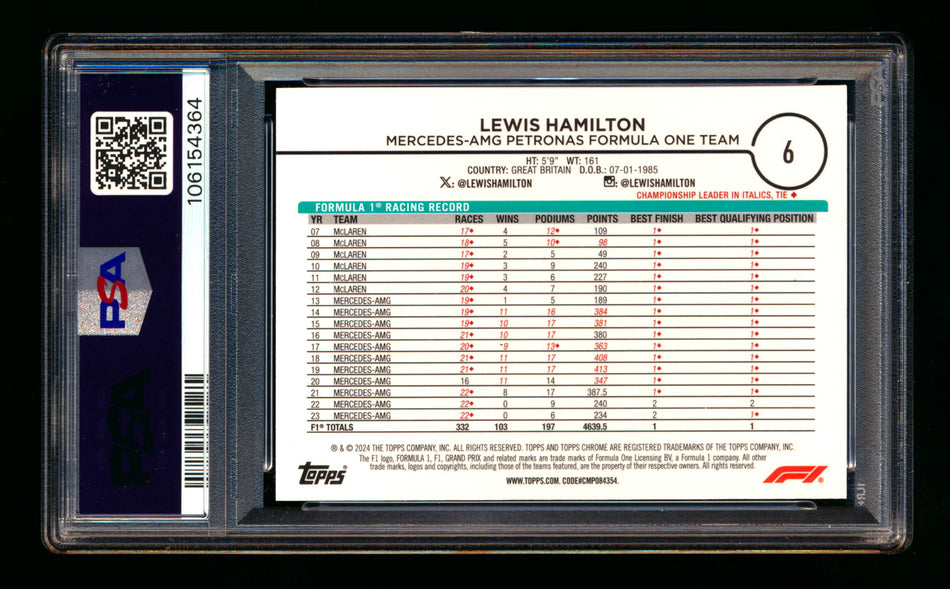 106154364
PSA
PSA
LEWIS HAMILTON
MERCEDES-AMG PETRONAS FORMULA ONE TEAM
6
HT: 5'9" WT: 161
COUNTRY: GREAT BRITAIN D.O.B.: 07-01-1985
X: @LEWISHAMILTON : @LEWISHAMILTON
CHAMPIONSHIP LEADER IN ITALICS, TIE ♦
FORMULA 1® RACING RECORD
YR TEAM RACES WINS PODIUMS POINTS BEST FINISH BEST QUALIFYING POSITION
07 McLAREN 17♦ 4 12♦ 109 1♦ 1♦
08 McLAREN 18♦ 5 10♦ 98 1♦ 1♦
09 McLAREN 17♦ 2 5 49 1♦ 1♦
10 McLAREN 19♦ 3 9 240 1♦ 1♦
11 McLAREN 19♦ 3 6 227 1♦ 1♦
12 McLAREN 20♦ 4 7 190 1♦ 1♦
13 MERCEDES-AMG 19♦ 1 5 189 1♦ 1♦
14 MERCEDES-AMG 19♦ 11 16 384 1♦ 1♦
15 MERCEDES-AMG 19♦ 10 17 381 1♦ 1♦
16 MERCEDES-AMG 21♦ 10 17 380 1♦ 1♦
17 MERCEDES-AMG 20♦ 9 13♦ 363 1♦ 1♦
18 MERCEDES-AMG 21♦ 11 17 408 1♦ 1♦
19 MERCEDES-AMG 21♦ 11 17 413 1♦ 1♦
20 MERCEDES-AMG 16 11 14 347 1♦ 1♦
21 MERCEDES-AMG 22♦ 8 17 387.5 1♦ 1♦
22 MERCEDES-AMG 22♦ 0 9 240 2 2
23 MERCEDES-AMG 22♦ 0 6 234 2 1♦
F1® TOTALS 332 103 197 4639.5 1 1
® & © 2024 THE TOPPS COMPANY, INC. ALL RIGHTS RESERVED. TOPPS AND TOPPS CHROME ARE REGISTERED TRADEMARKS OF THE TOPPS COMPANY, INC.
The F1 logo, FORMULA 1, F1, GRAND PRIX and related marks are trade marks of Formula One Licensing BV, a Formula 1 company. All other
trade marks, logos and copyrights, including those of the teams featured, are the property of their respective owners. All rights reserved.
WWW.TOPPS.COM. CODE#CMP084354.
topps®
F1®